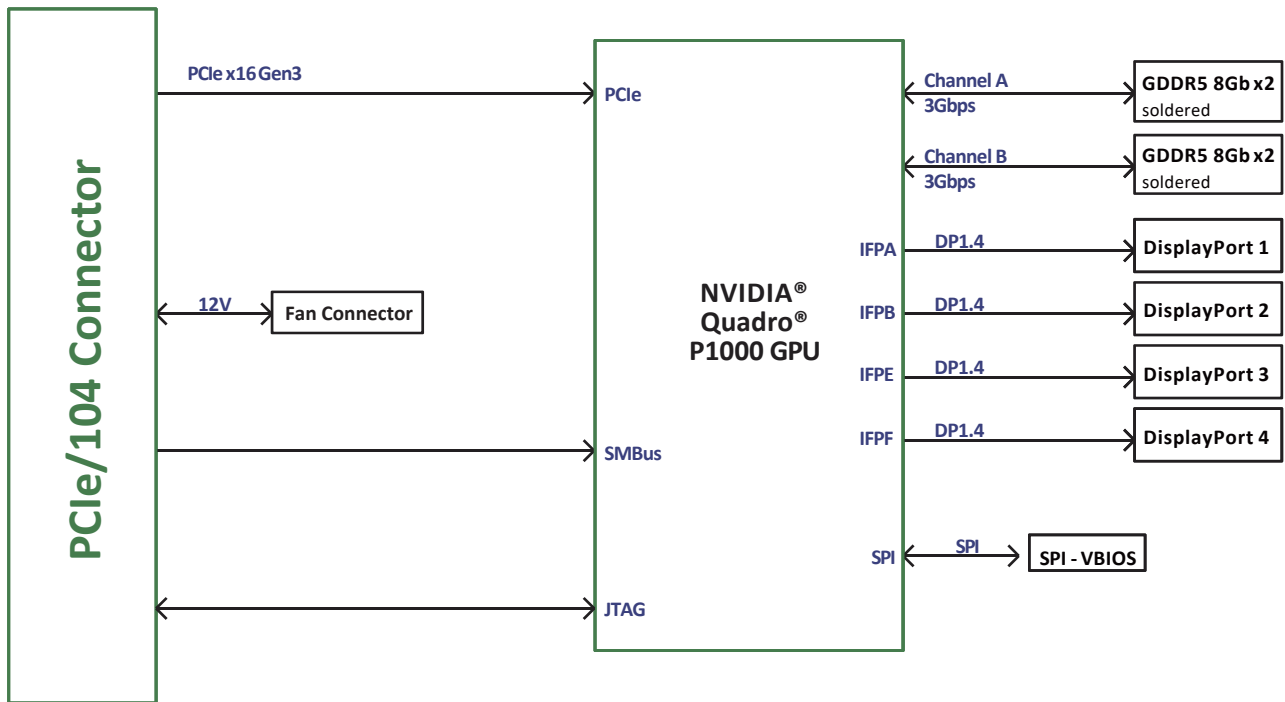 PCIe/104 Connector
PCIe x16 Gen3
12V
Fan Connector
PCIe
SMBus
JTAG
NVIDIA®
Quadro®
P1000 GPU
IFPA
IFPB
IFPE
IFPF
SPI
Channel A
3Gbps
GDDR5 8Gb x2
soldered
Channel B
3Gbps
GDDR5 8Gb x2
soldered
DP1.4
DisplayPort 1
DP1.4
DisplayPort 2
DP1.4
DisplayPort 3
DP1.4
DisplayPort 4
SPI
SPI - VBIOS